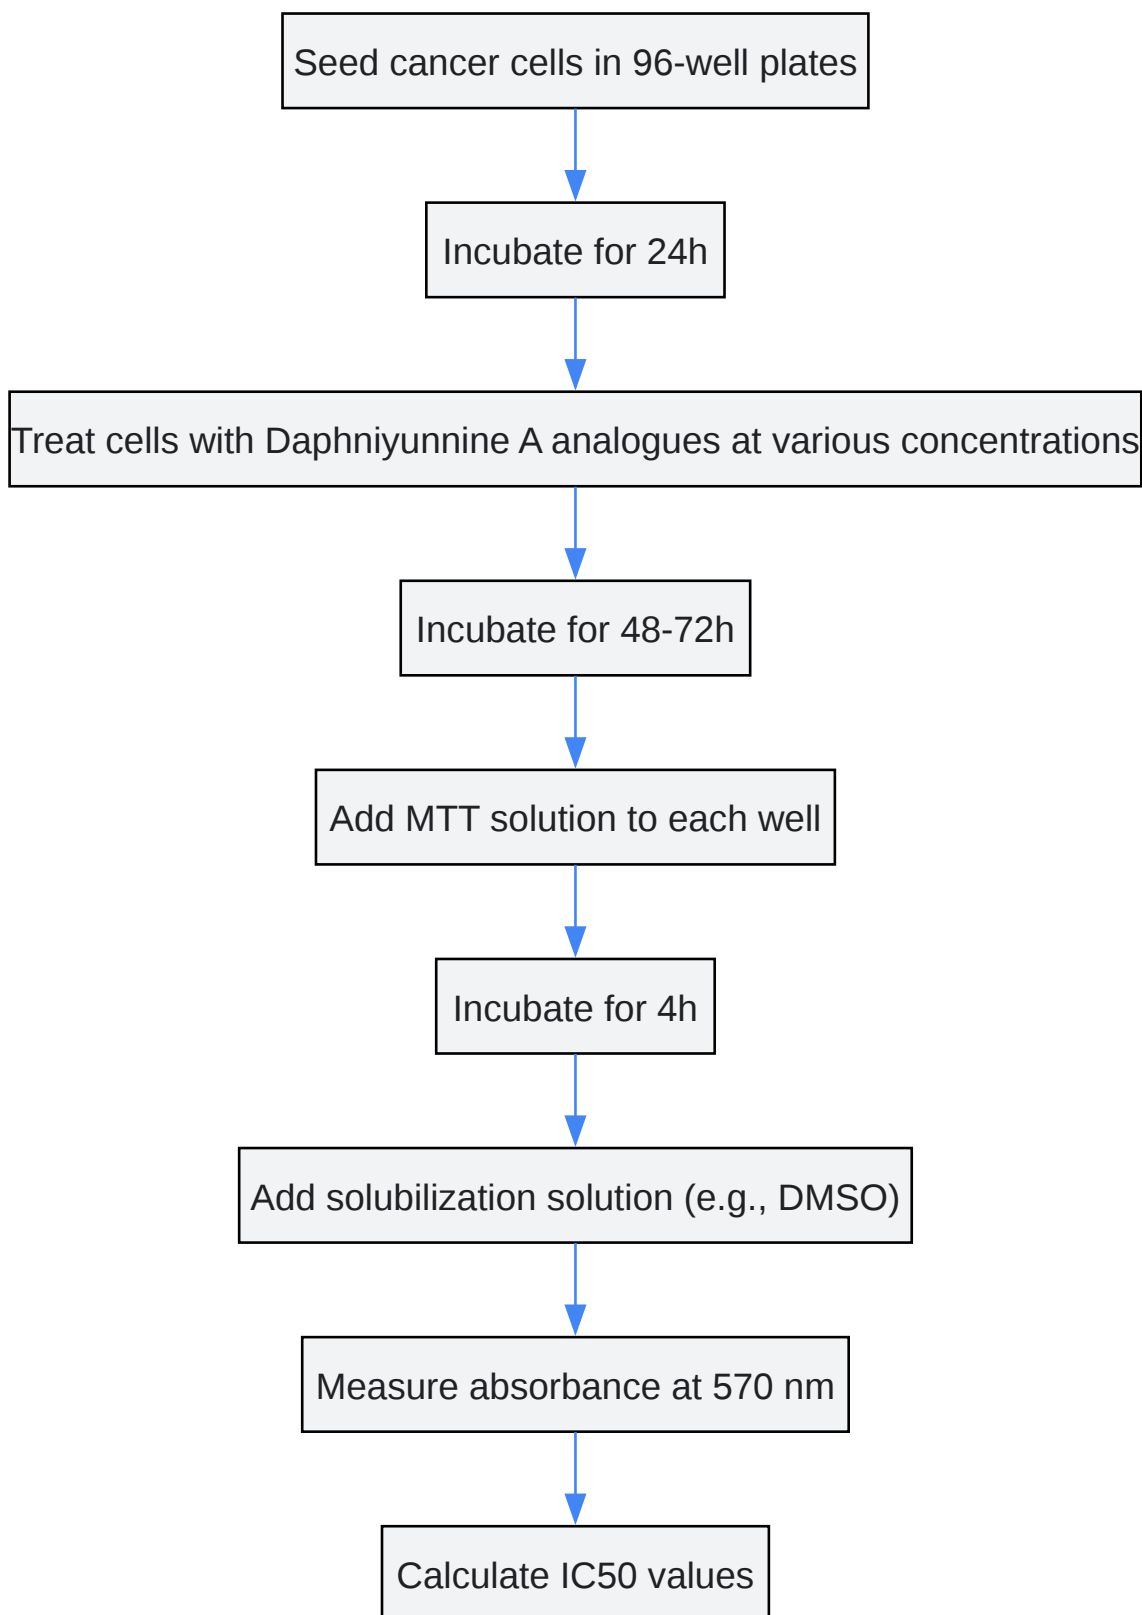 Seed cancer cells in 96-well plates
Incubate for 24h
Treat cells with Daphniyunnine A analogues at various concentrations
Incubate for 48-72h
Add MTT solution to each well
Incubate for 4h
Add solubilization solution (e.g., DMSO)
Measure absorbance at 570 nm
Calculate IC50 values